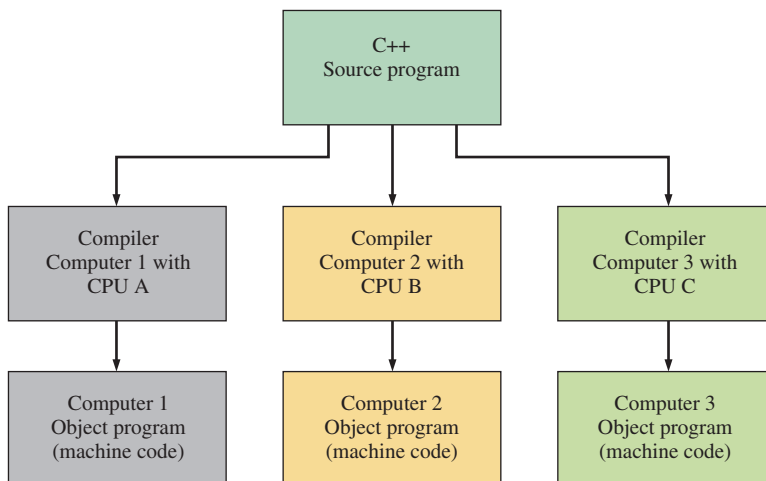 C++
Source program
Compiler
Computer 1 with
CPU A
Compiler
Computer 2 with
CPU B
Compiler
Computer 3 with
CPU C
Computer 1
Object program
(machine code)
Computer 2
Object program
(machine code)
Computer 3
Object program
(machine code)